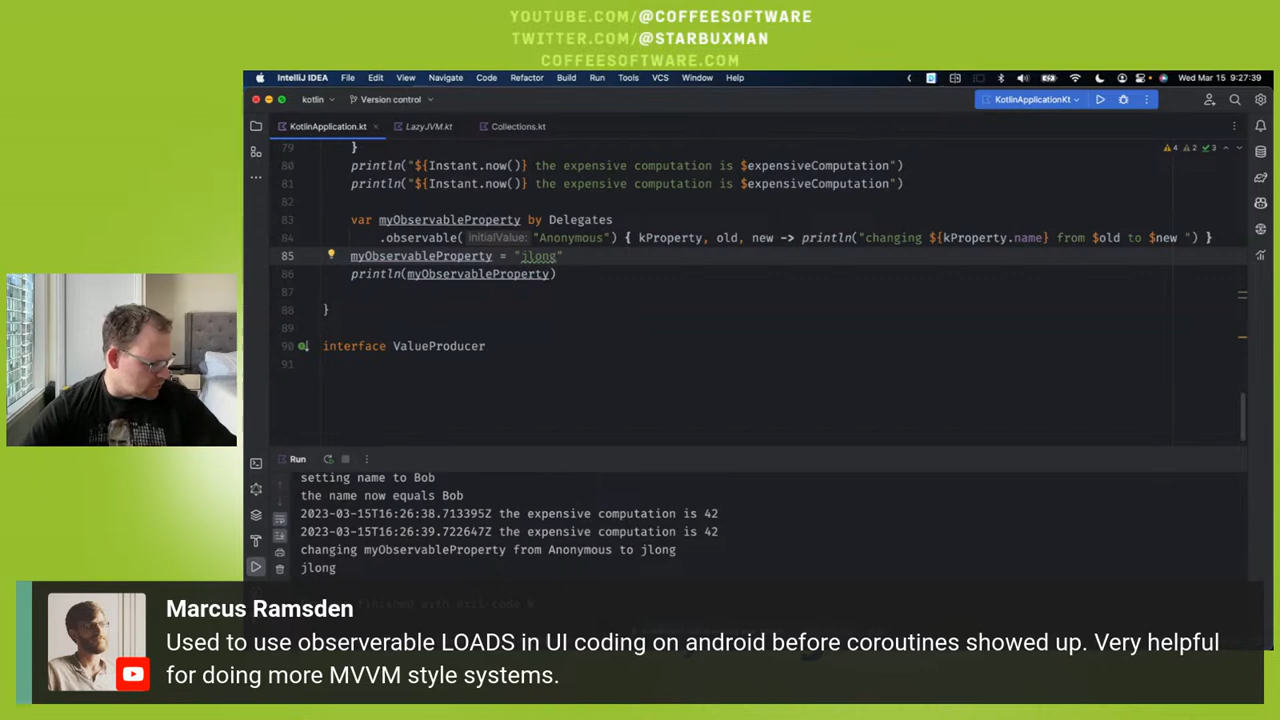 YOUTUBE.COM/@COFFEESOFTWARE
TWITTER.COM/@STARBUXMAN
COFFEESOFTWARE.COM
IntelliJ IDEA File Edit View Navigate Code Refactor Build Run Tools VCS Window Help Wed Mar 15 9:27:39
kotlin Version control KotlinApplicationKt
KotlinApplication.kt LazyJVM.kt Collections.kt
79 }
80 println("${Instant.now()} the expensive computation is $expensiveComputation")
81 println("${Instant.now()} the expensive computation is $expensiveComputation")
82
83 var myObservableProperty by Delegates
84 .observable( initialValue: "Anonymous") { kProperty, old, new -> println("changing ${kProperty.name} from $old to $new ") }
85 myObservableProperty = "jlong"
86 println(myObservableProperty)
87
88 }
89
90 interface ValueProducer
91
4 2 3
Run
setting name to Bob
the name now equals Bob
2023-03-15T16:26:38.713395Z the expensive computation is 42
2023-03-15T16:26:39.722647Z the expensive computation is 42
changing myObservableProperty from Anonymous to jlong
jlong
finished with exit code 0
Marcus Ramsden
Used to use observerable LOADS in UI coding on android before coroutines showed up. Very helpful
for doing more MVVM style systems.